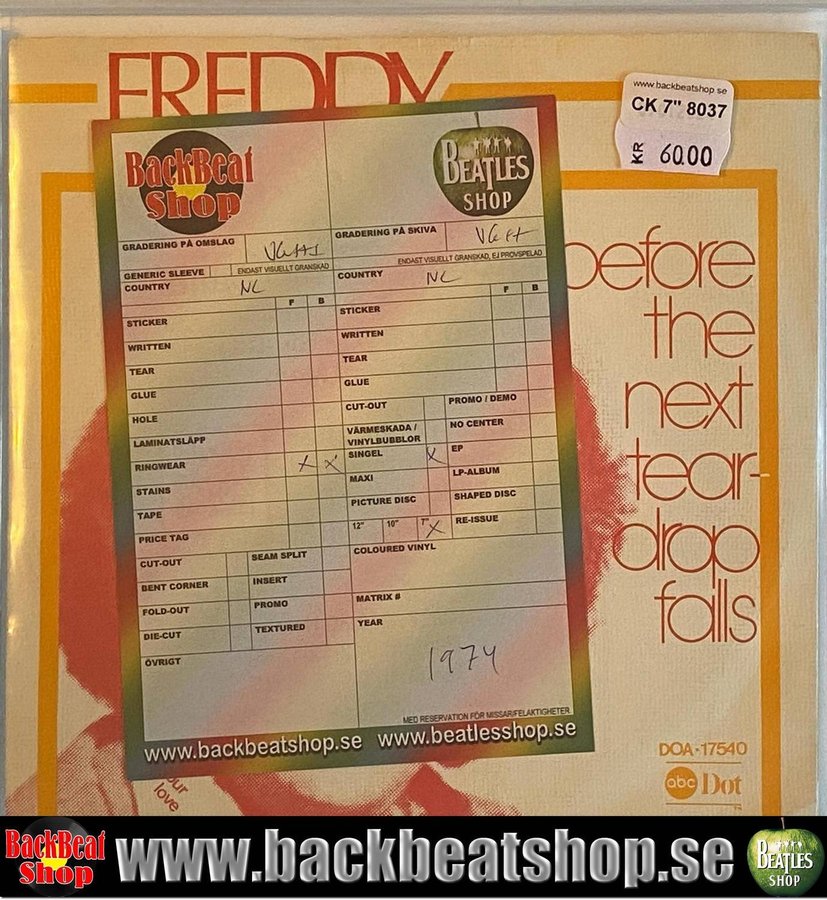 FREDDY
www.backbeatshop.se
CK 7" 8037
KR 60.00
BackBeat
Shop
BEATLES
SHOP
GRADERING PÅ OMSLAG
GRADERING PÅ SKIVA
GENERIC SLEEVE
ENDAST VISUELLT GRANSKAD
ENDAST VISUELLT GRANSKAD, EJ PROVSPELAD
COUNTRY NL
COUNTRY NL
F B
F B
STICKER
WRITTEN
TEAR
GLUE
HOLE
LAMINATSLÄPP
RINGWEAR X X
STAINS
TAPE
PRICE TAG
CUT-OUT
SEAM SPLIT
BENT CORNER
INSERT
FOLD-OUT
PROMO
DIE-CUT
TEXTURED
ÖVRIGT
STICKER
WRITTEN
TEAR
GLUE
CUT-OUT
PROMO / DEMO
VÄRMESKADA /
VINYLBUBBLOR
NO CENTER
SINGEL X
EP
MAXI
LP-ALBUM
PICTURE DISC
SHAPED DISC
12" 10" 7" X
RE-ISSUE
COLOURED VINYL
MATRIX #
YEAR
1974
MED RESERVATION FÖR MISSAR/FELAKTIGHETER
www.backbeatshop.se www.beatlesshop.se
before
the
next
tear-
drop
falls
DOA-17540
abc Dot
our
love
BackBeat
Shop
www.backbeatshop.se
BEATLES
SHOP